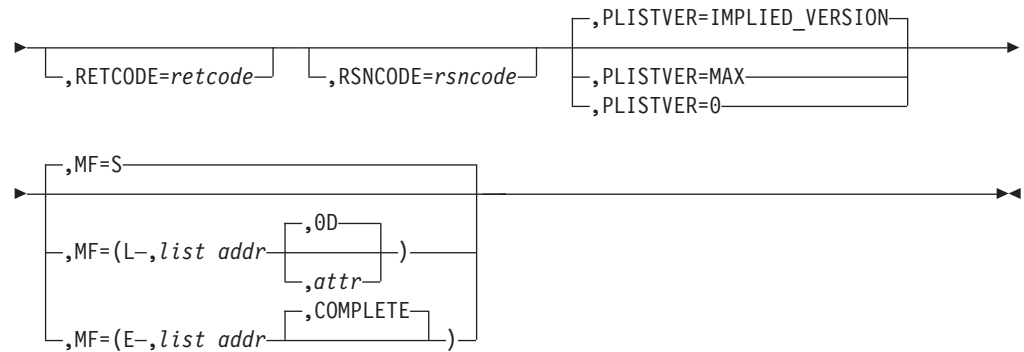 ,PLISTVER=IMPLIED_VERSION
,RETCODE=retcode ,RSNCODE=rsncode ,PLISTVER=MAX
,PLISTVER=0
,MF=S
,0D
,MF=(L ,list addr )
,attr
,COMPLETE
,MF=(E ,list addr )